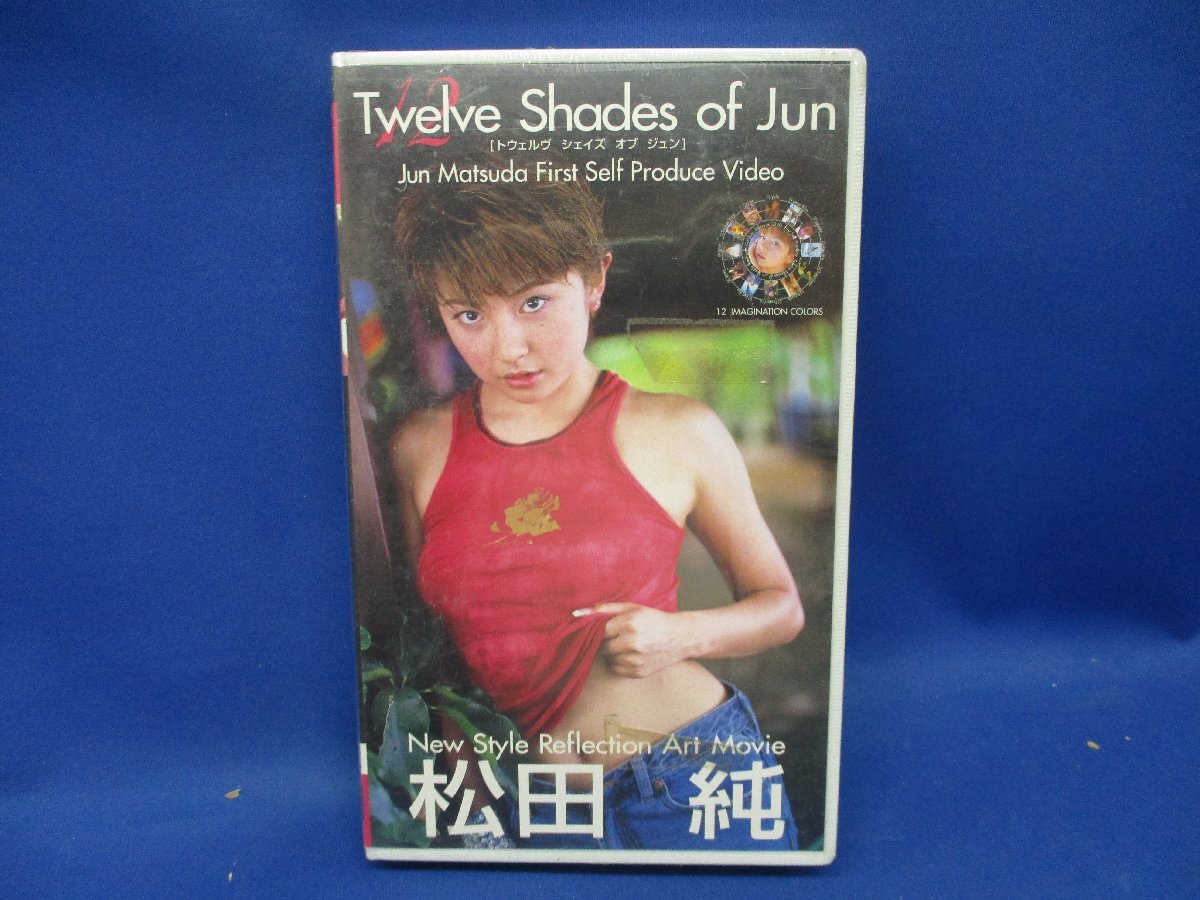 12
Twelve Shades of Jun
[トウェルヴ シェイズ オブ ジュン]
Jun Matsuda First Self Produce Video
12 IMAGINATION COLORS
New Style Reflection Art Movie
松田 純